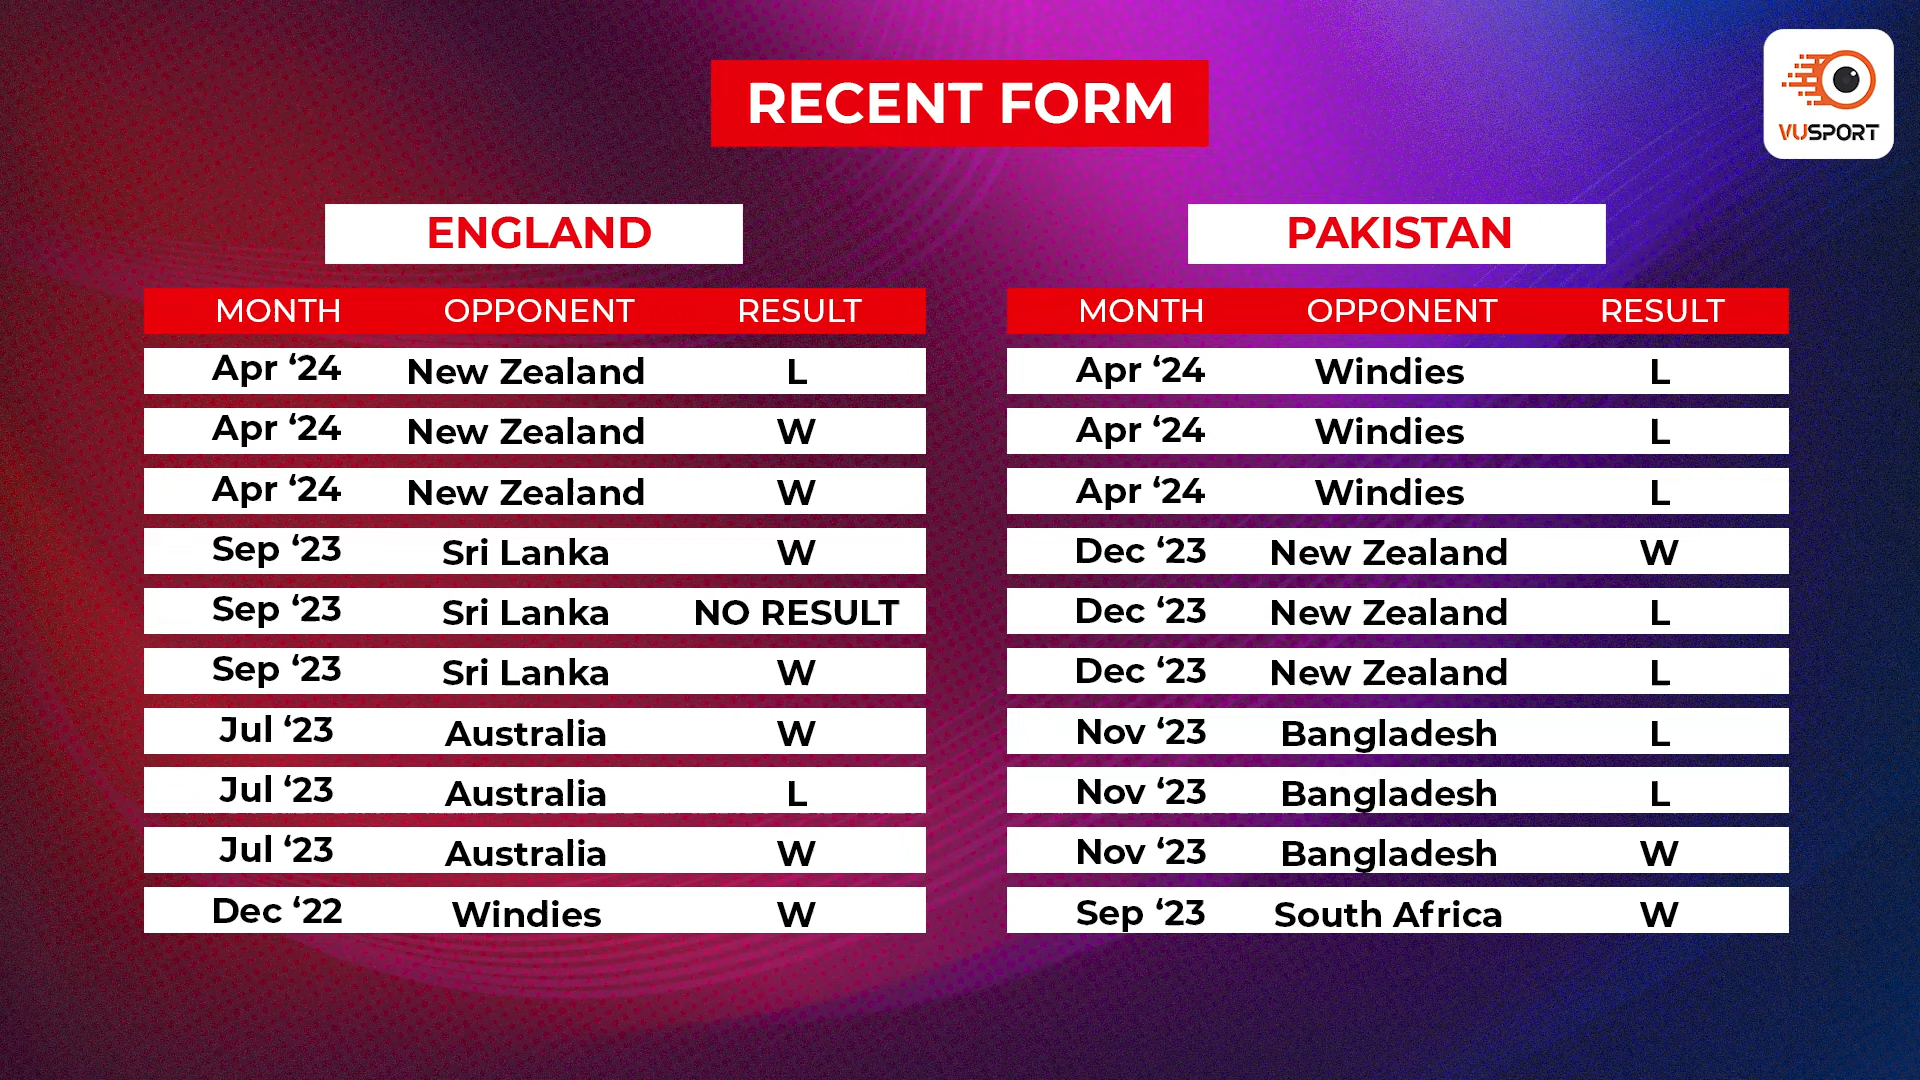 RECENT FORM
VUSPORT
ENGLAND
MONTH OPPONENT RESULT
Apr ‘24 New Zealand L
Apr ‘24 New Zealand W
Apr ‘24 New Zealand W
Sep ‘23 Sri Lanka W
Sep ‘23 Sri Lanka NO RESULT
Sep ‘23 Sri Lanka W
Jul ‘23 Australia W
Jul ‘23 Australia L
Jul ‘23 Australia W
Dec ‘22 Windies W
PAKISTAN
MONTH OPPONENT RESULT
Apr ‘24 Windies L
Apr ‘24 Windies L
Apr ‘24 Windies L
Dec ‘23 New Zealand W
Dec ‘23 New Zealand L
Dec ‘23 New Zealand L
Nov ‘23 Bangladesh L
Nov ‘23 Bangladesh L
Nov ‘23 Bangladesh W
Sep ‘23 South Africa W